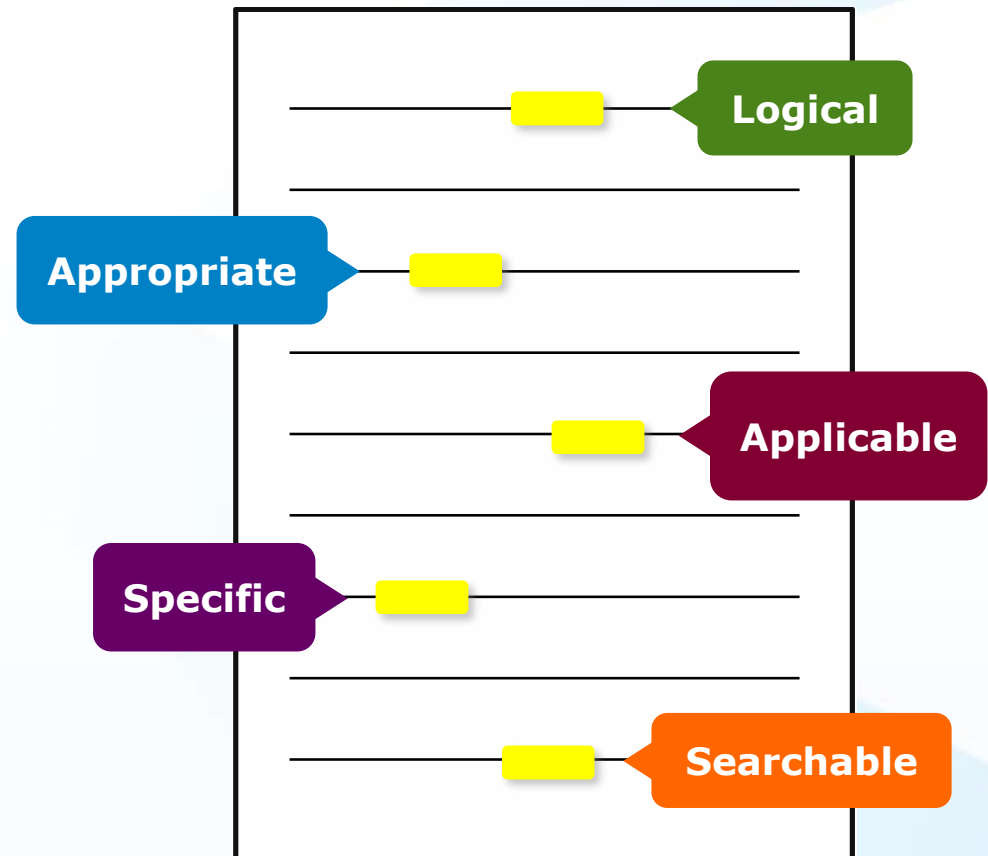 Logical
Appropriate
Applicable
Specific
Searchable